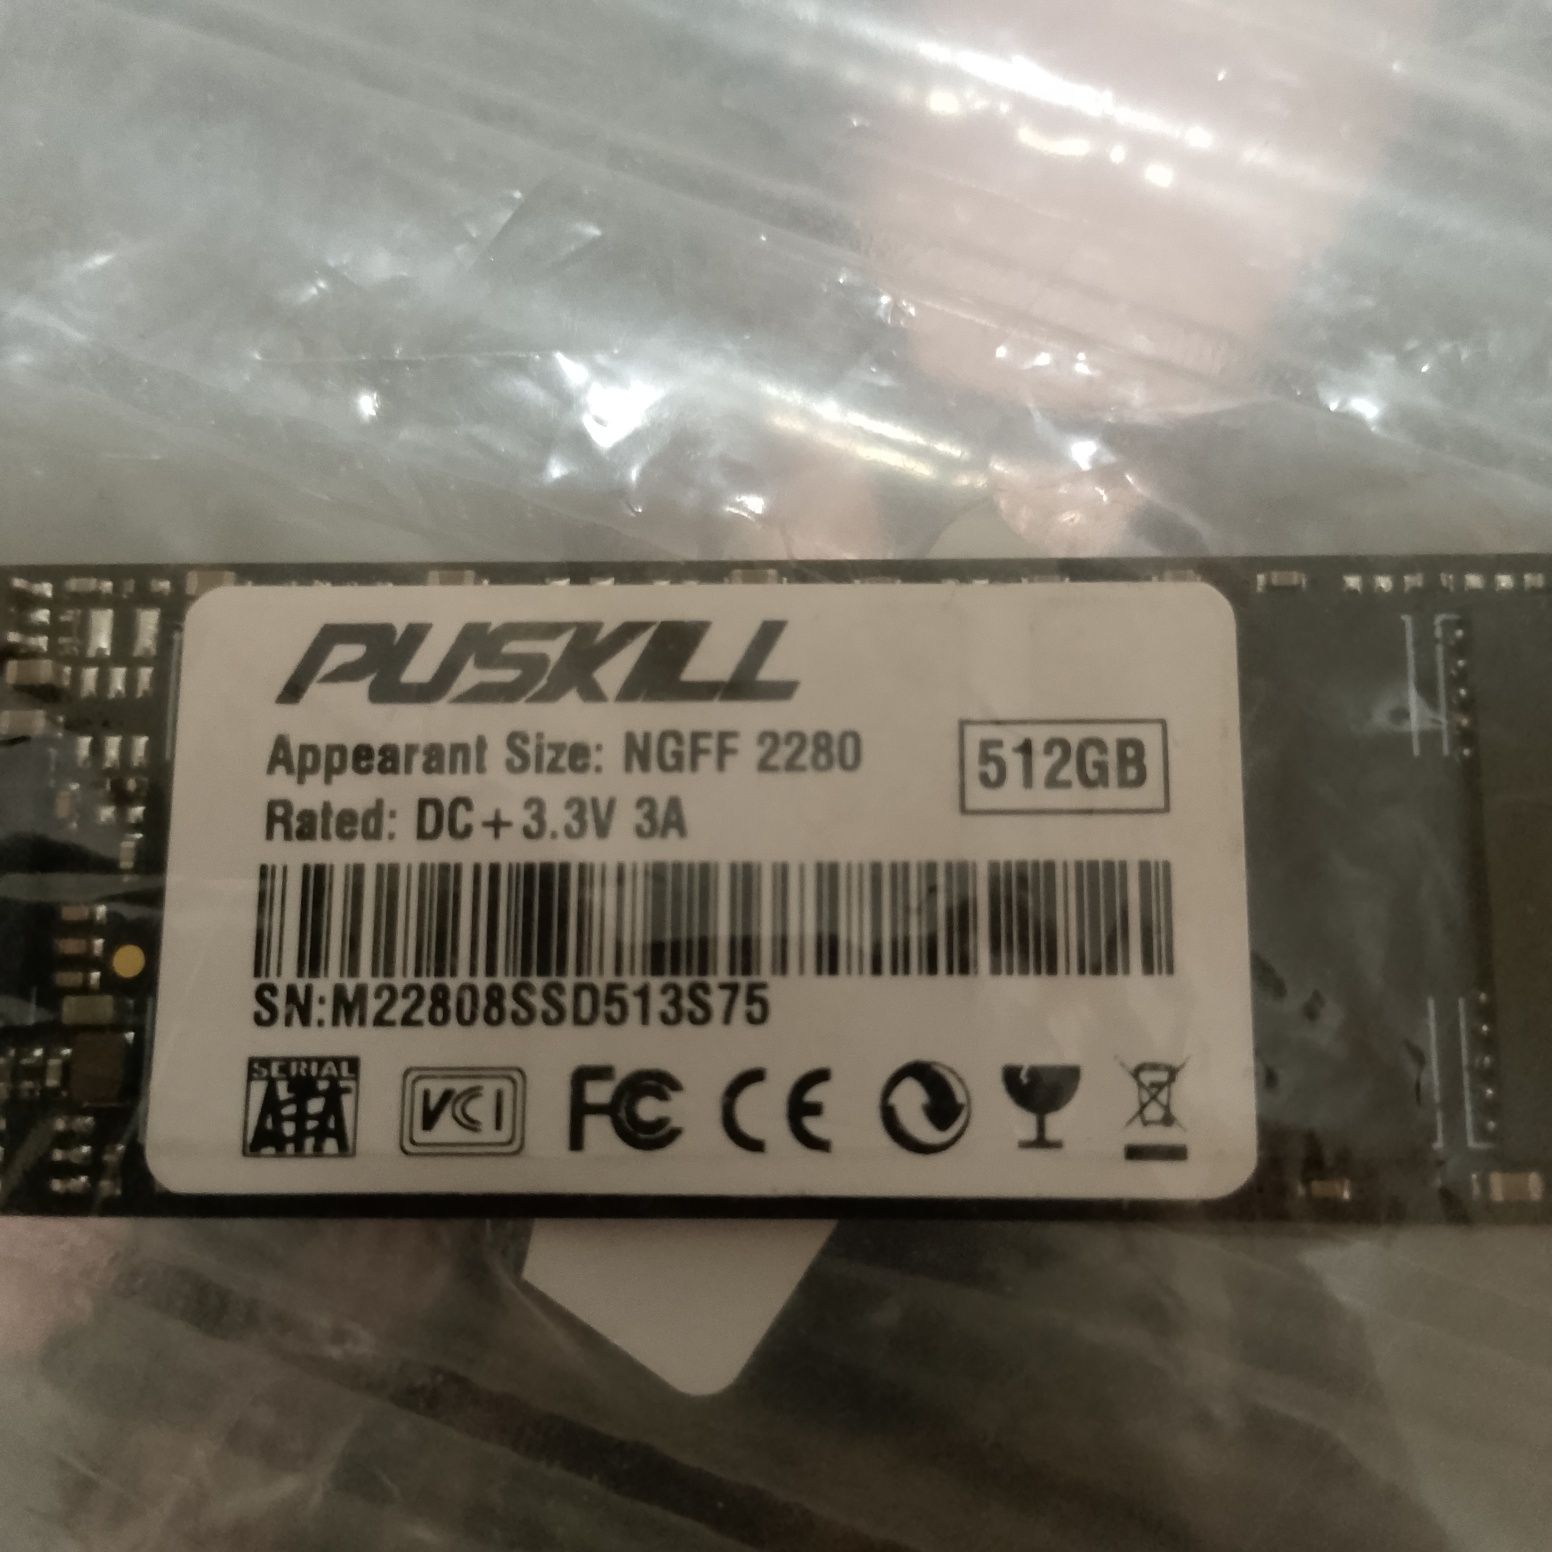 PUSKILL
Appearant Size: NGFF 2280
512GB
Rated: DC+3.3V 3A
SN:M22808SSD513S75
SERIAL
ATA
VCI
FC
CE